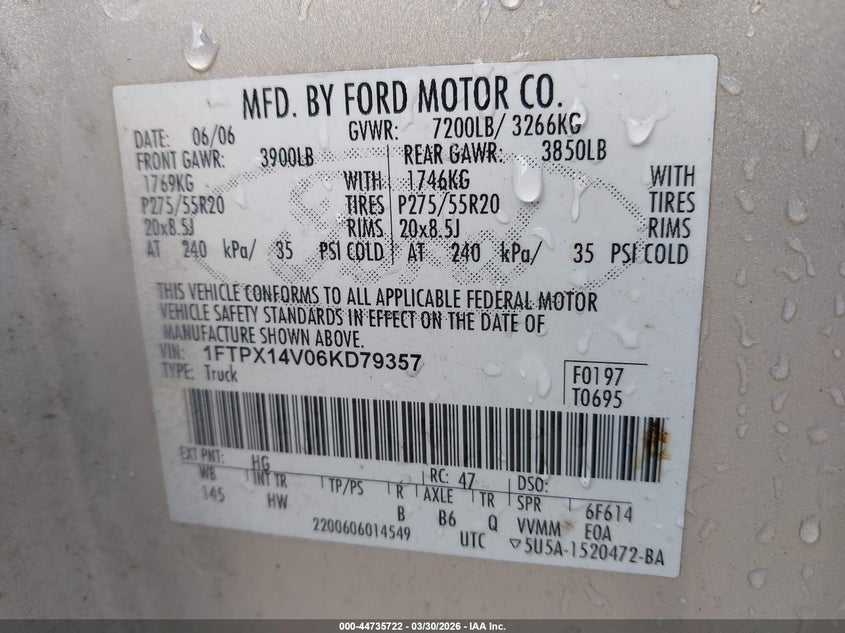 MFD. BY FORD MOTOR CO.
DATE: 06/06 GVWR: 7200LB/ 3266KG
FRONT GAWR: 3900LB REAR GAWR: 3850LB
1769KG WITH 1746KG WITH
P275/55R20 TIRES P275/55R20 TIRES
20x8.5J RIMS 20x8.5J RIMS
AT 240 kPa/ 35 PSI COLD AT 240 kPa/ 35 PSI COLD
THIS VEHICLE CONFORMS TO ALL APPLICABLE FEDERAL MOTOR
VEHICLE SAFETY STANDARDS IN EFFECT ON THE DATE OF
MANUFACTURE SHOWN ABOVE.
VIN: 1FTPX14V06KD79357
TYPE: Truck
F0197
T0695
EXT PNT: HG RC: 47 DSO:
WB INT TR TP/PS R AXLE TR SPR 6F614
145 HW B B6 Q VVMM E0A
2200606014549 UTC ▽5U5A-1520472-BA
000-44735722 — 03/30/2026 — IAA Inc.